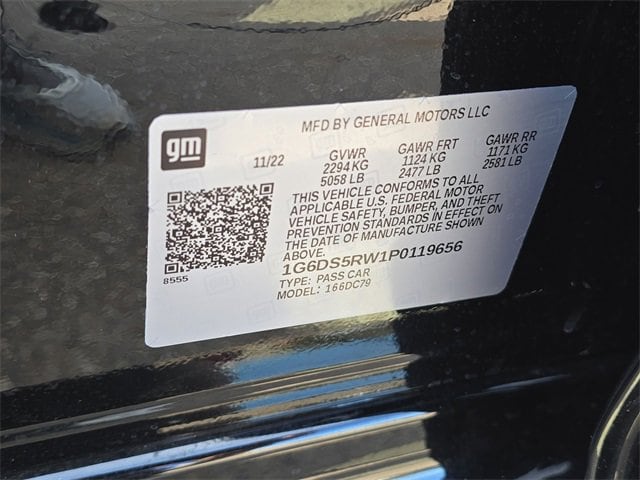 MFD BY GENERAL MOTORS LLC
gm
11/22
GVWR GAWR FRT GAWR RR
2294 KG 1124 KG 1171 KG
5058 LB 2477 LB 2581 LB
THIS VEHICLE CONFORMS TO ALL
APPLICABLE U.S. FEDERAL MOTOR
VEHICLE SAFETY, BUMPER, AND THEFT
PREVENTION STANDARDS IN EFFECT ON
THE DATE OF MANUFACTURE SHOWN
ABOVE.
1G6DS5RW1P0119656
TYPE: PASS CAR
MODEL: 166DC79
8555